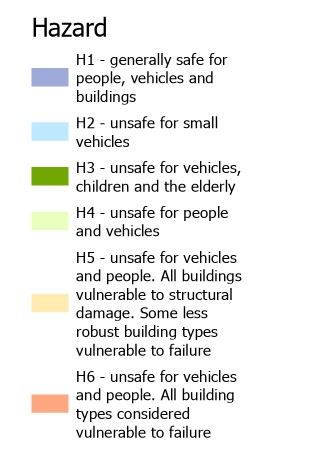 Hazard
H1 - generally safe for
people, vehicles and
buildings
H2 - unsafe for small
vehicles
H3 - unsafe for vehicles,
children and the elderly
H4 - unsafe for people
and vehicles
H5 - unsafe for vehicles
and people. All buildings
vulnerable to structural
damage. Some less
robust building types
vulnerable to failure
H6 - unsafe for vehicles
and people. All building
types considered
vulnerable to failure